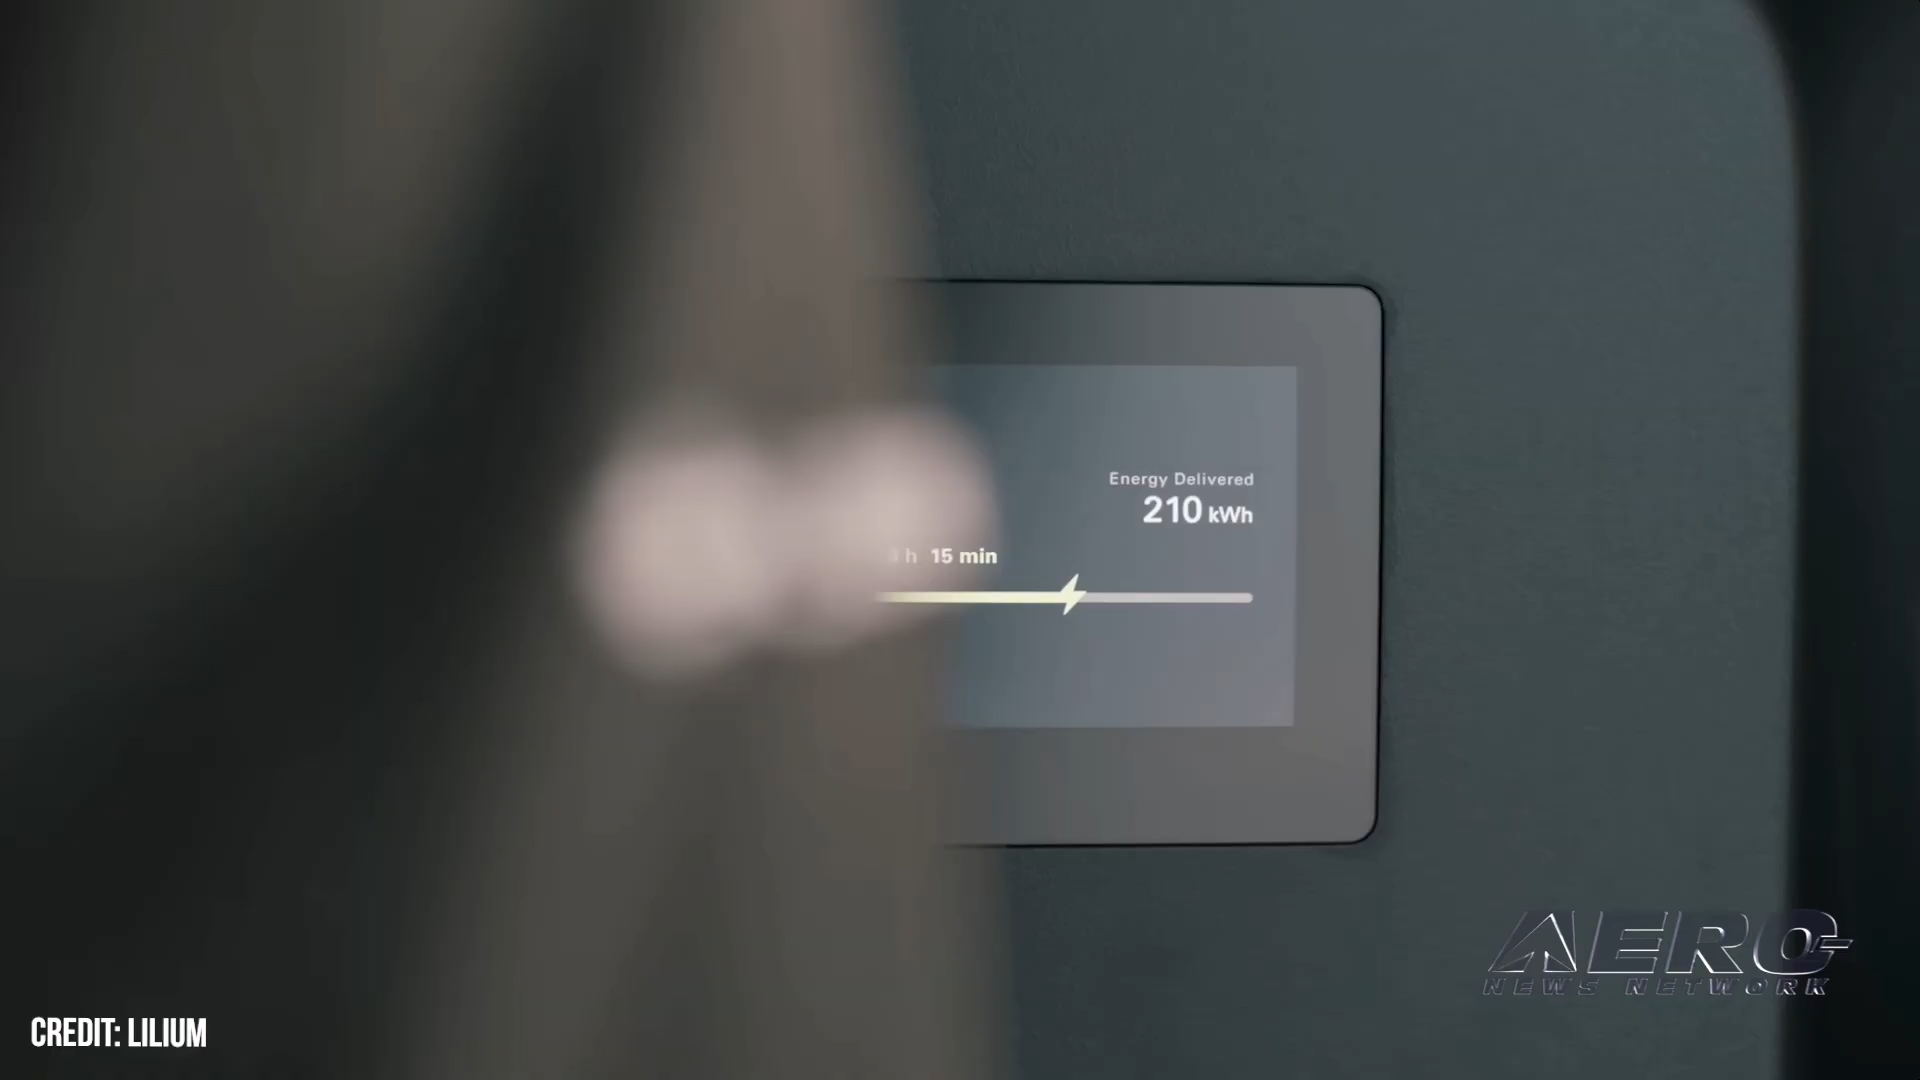 Energy Delivered
210 kWh
h 15 min
AERO-
NEWS NETWORK
CREDIT: LILIUM